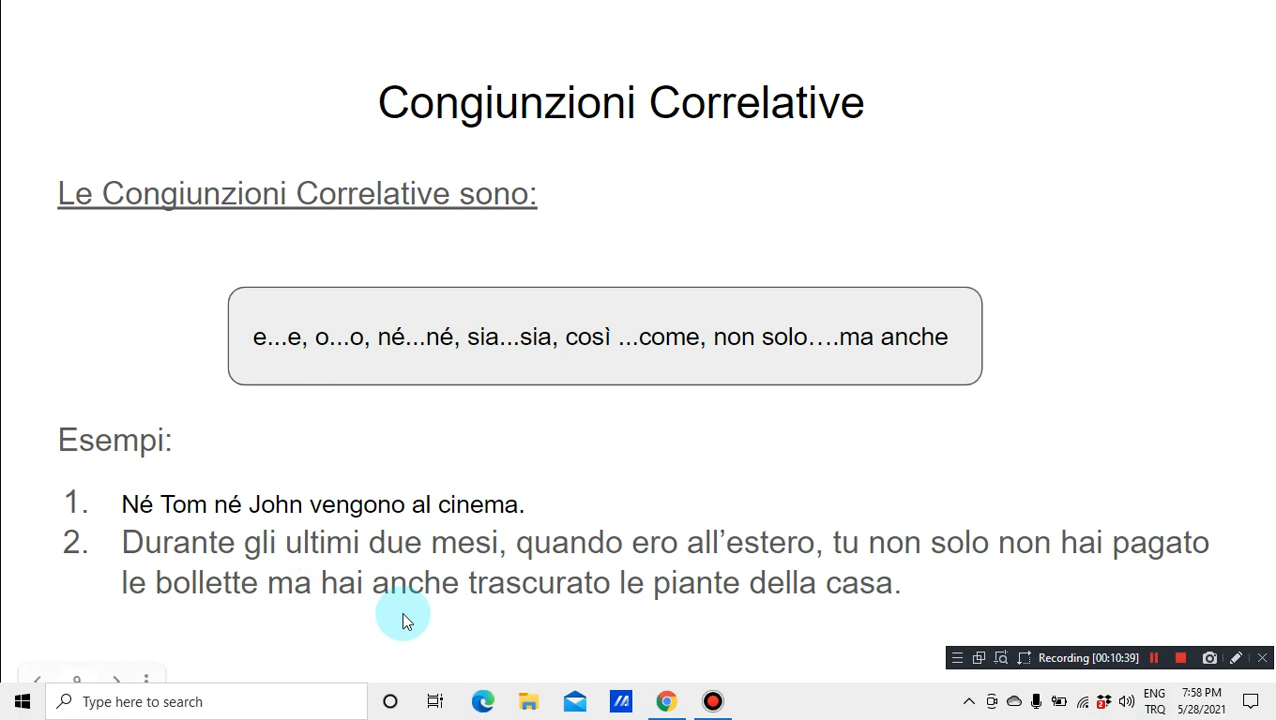 Congiunzioni Correlative
Le Congiunzioni Correlative sono:
e...e, o...o, né...né, sia...sia, così ...come, non solo….ma anche
Esempi:
1. Né Tom né John vengono al cinema.
2. Durante gli ultimi due mesi, quando ero all’estero, tu non solo non hai pagato
le bollette ma hai anche trascurato le piante della casa.
Recording [00:10:39]
Type here to search
ENG
TRQ
7:58 PM
5/28/2021
2